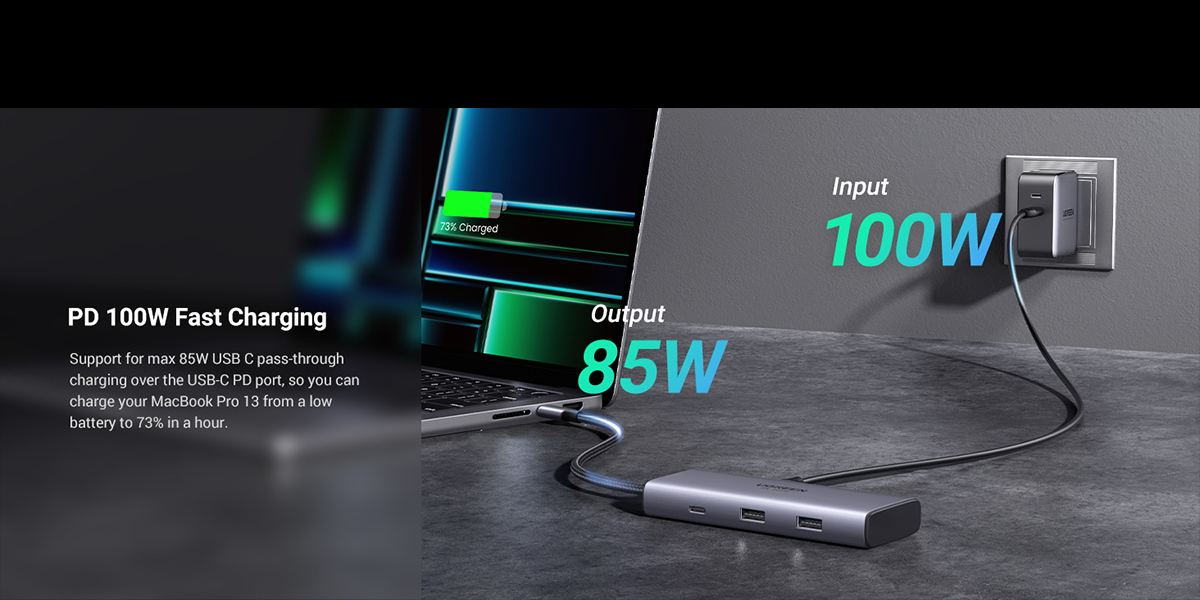 PD 100W Fast Charging
Support for max 85W USB C pass-through
charging over the USB-C PD port, so you can
charge your MacBook Pro 13 from a low
battery to 73% in a hour.
73% Charged
Output
85W
Input
100W
UGREEN
UGREEN